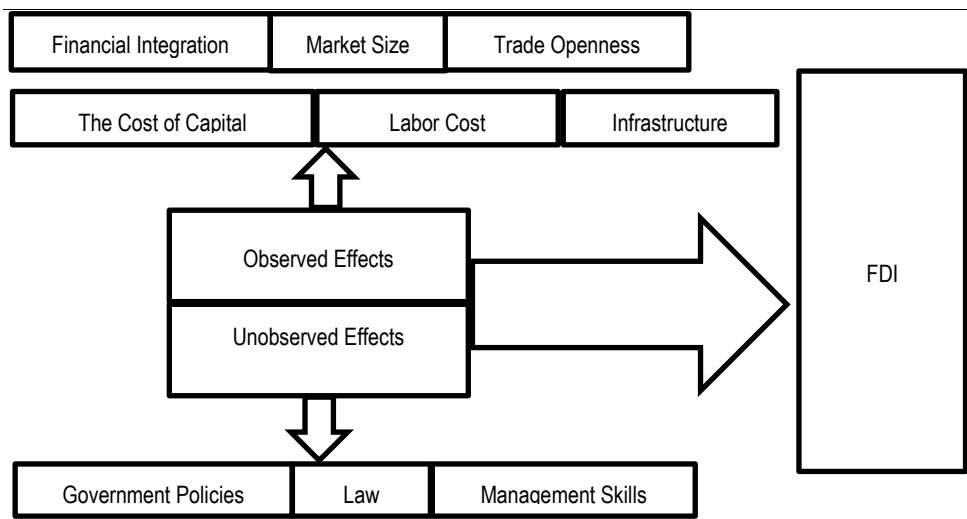 Financial Integration Market Size Trade Openness
The Cost of Capital Labor Cost Infrastructure
Observed Effects
FDI
Unobserved Effects
Government Policies Law Management Skills